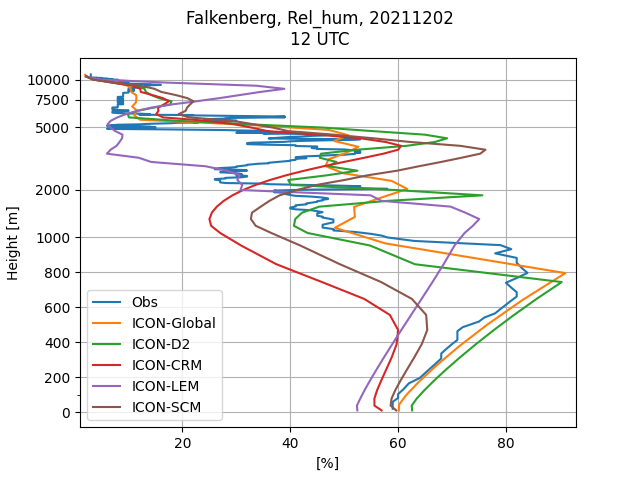 Falkenberg, Rel_hum, 20211202
12 UTC
10000
7500
5000
2000
1000
800
600
400
200
0
Height [m]
Obs
ICON-Global
ICON-D2
ICON-CRM
ICON-LEM
ICON-SCM
20
40
60
80
[%]